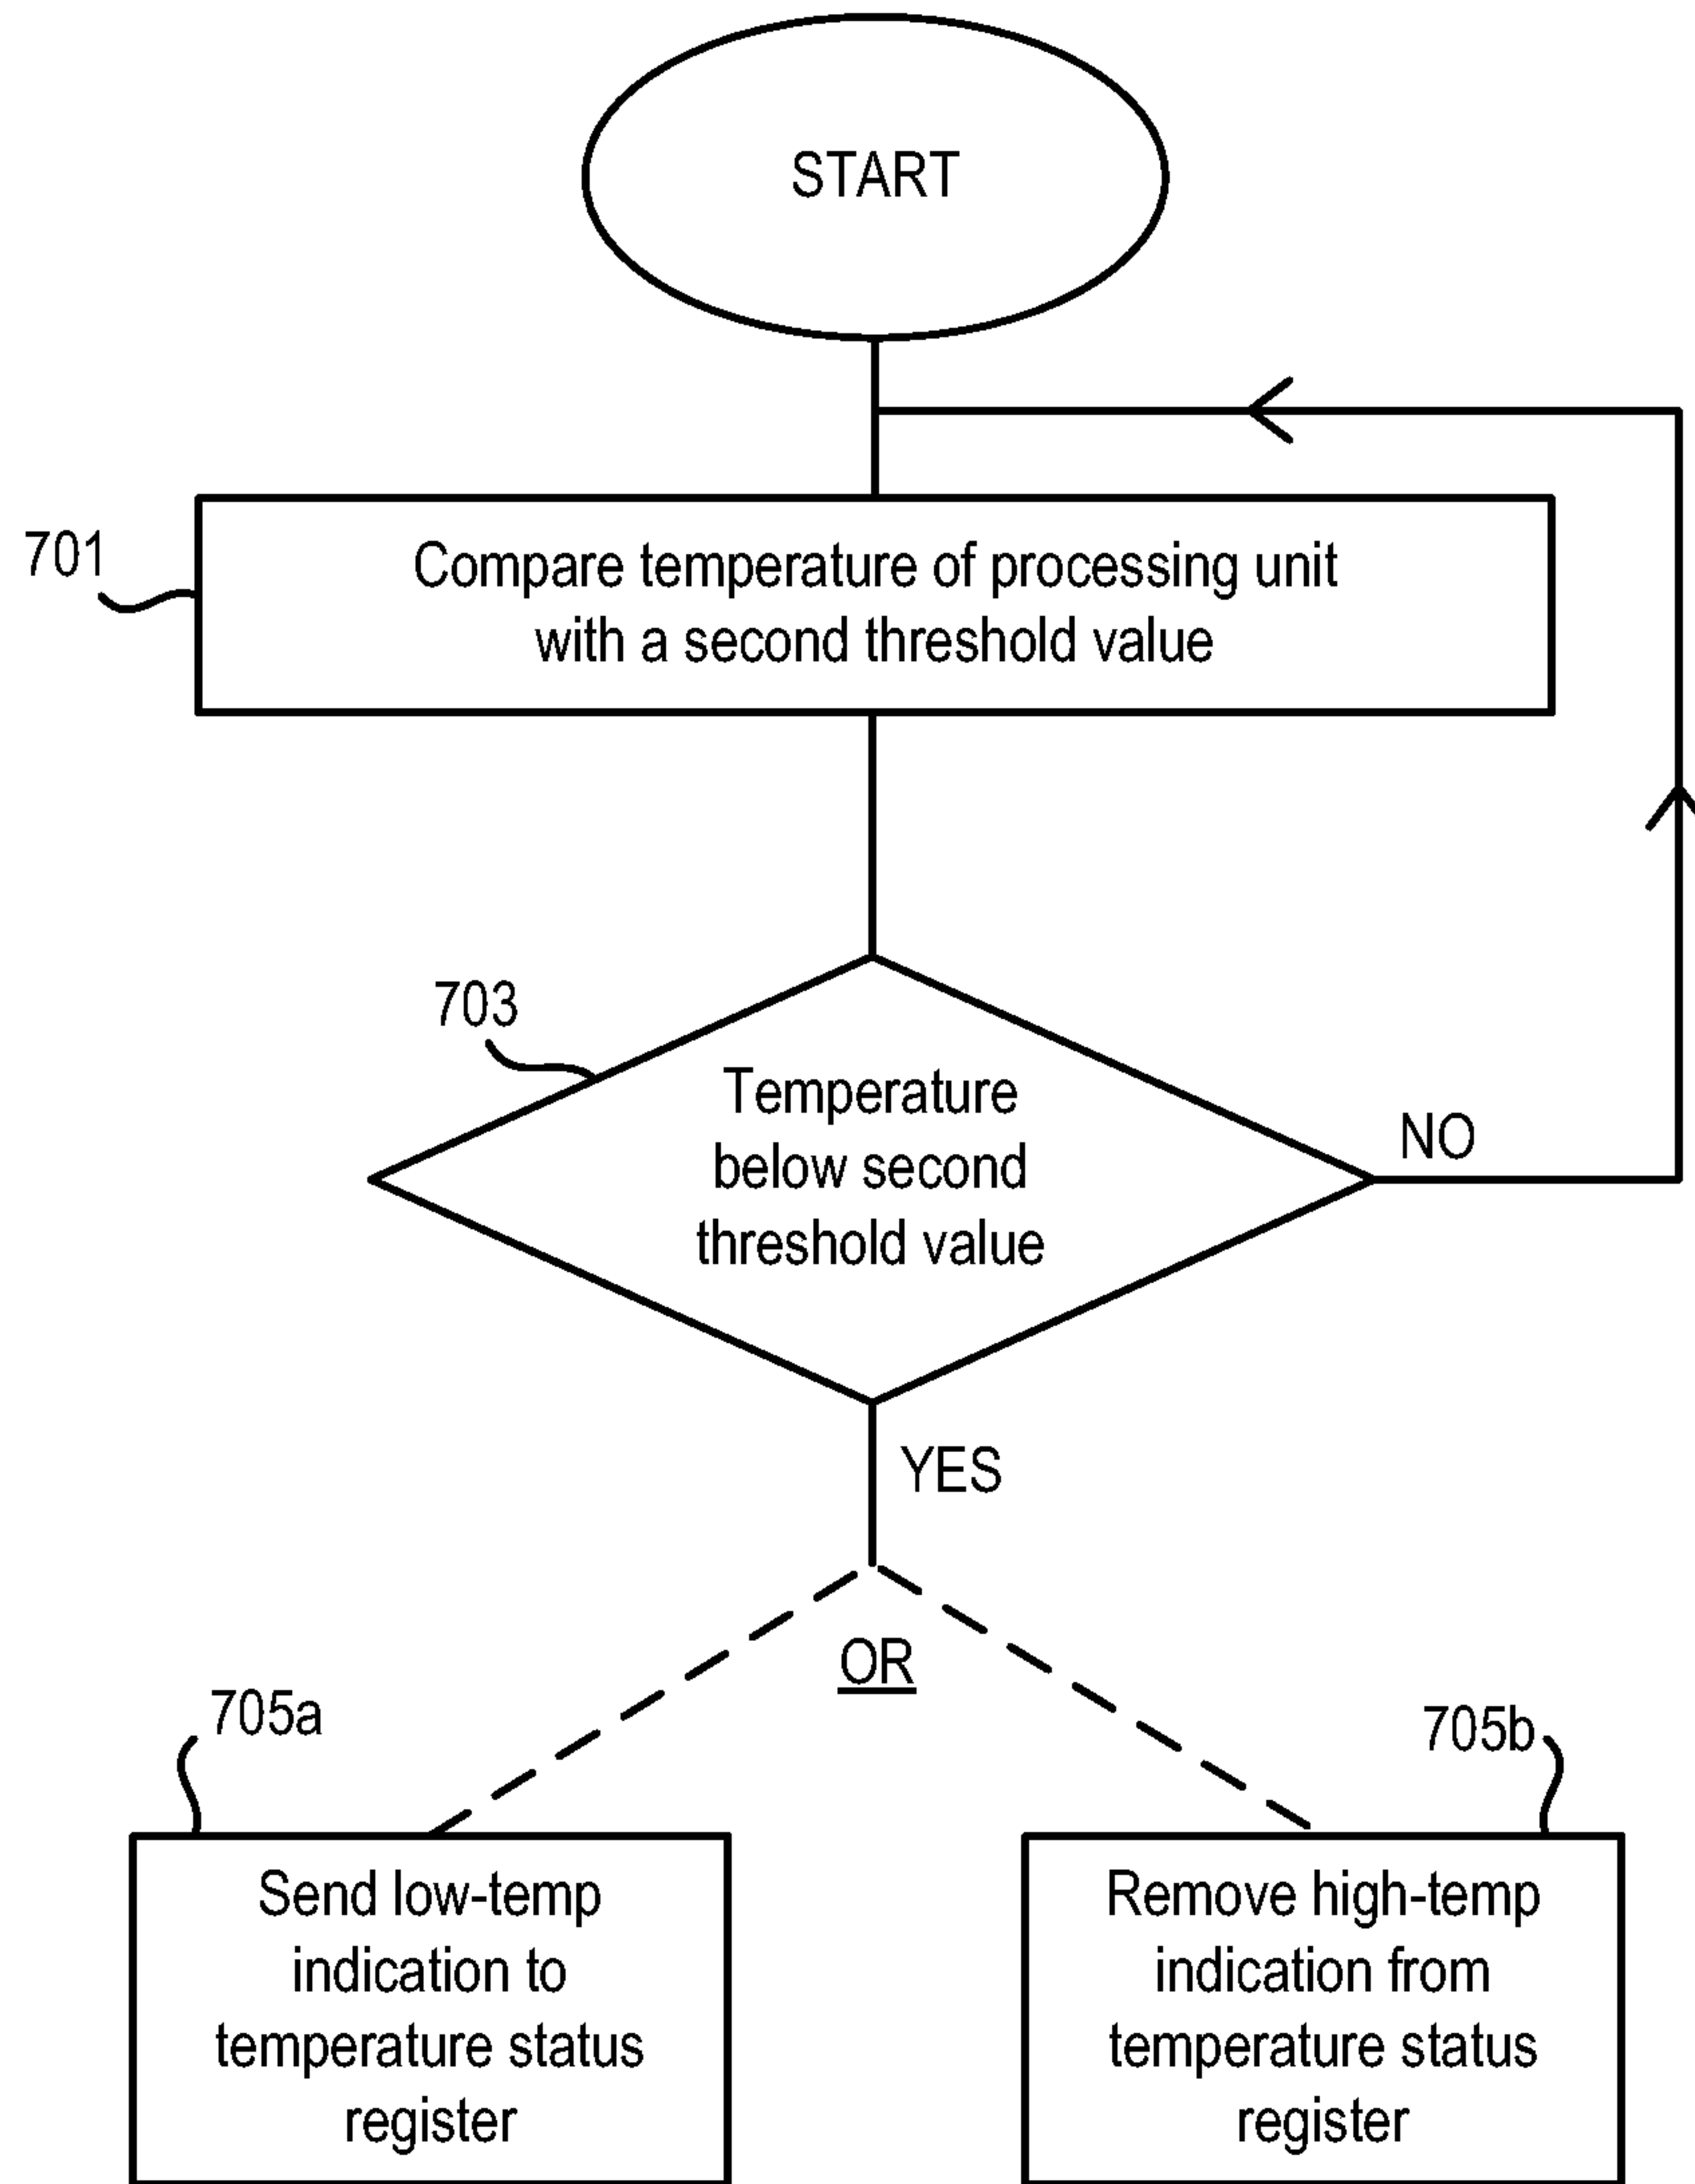 START
701
Compare temperature of processing unit
with a second threshold value
703
Temperature
below second
threshold value
NO
YES
OR
705a
705b
Send low-temp
indication to
temperature status
register
Remove high-temp
indication from
temperature status
register